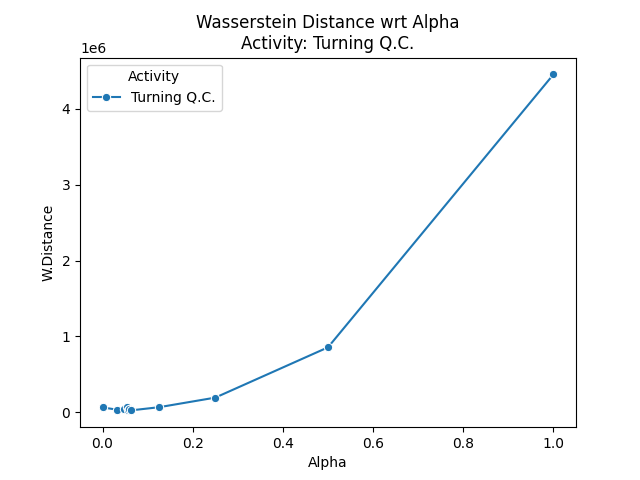 Wasserstein Distance wrt Alpha
Activity: Turning Q.C.
1e6
Activity
Turning Q.C.
4
3
2
1
0
W.Distance
0.0 0.2 0.4 0.6 0.8 1.0
Alpha